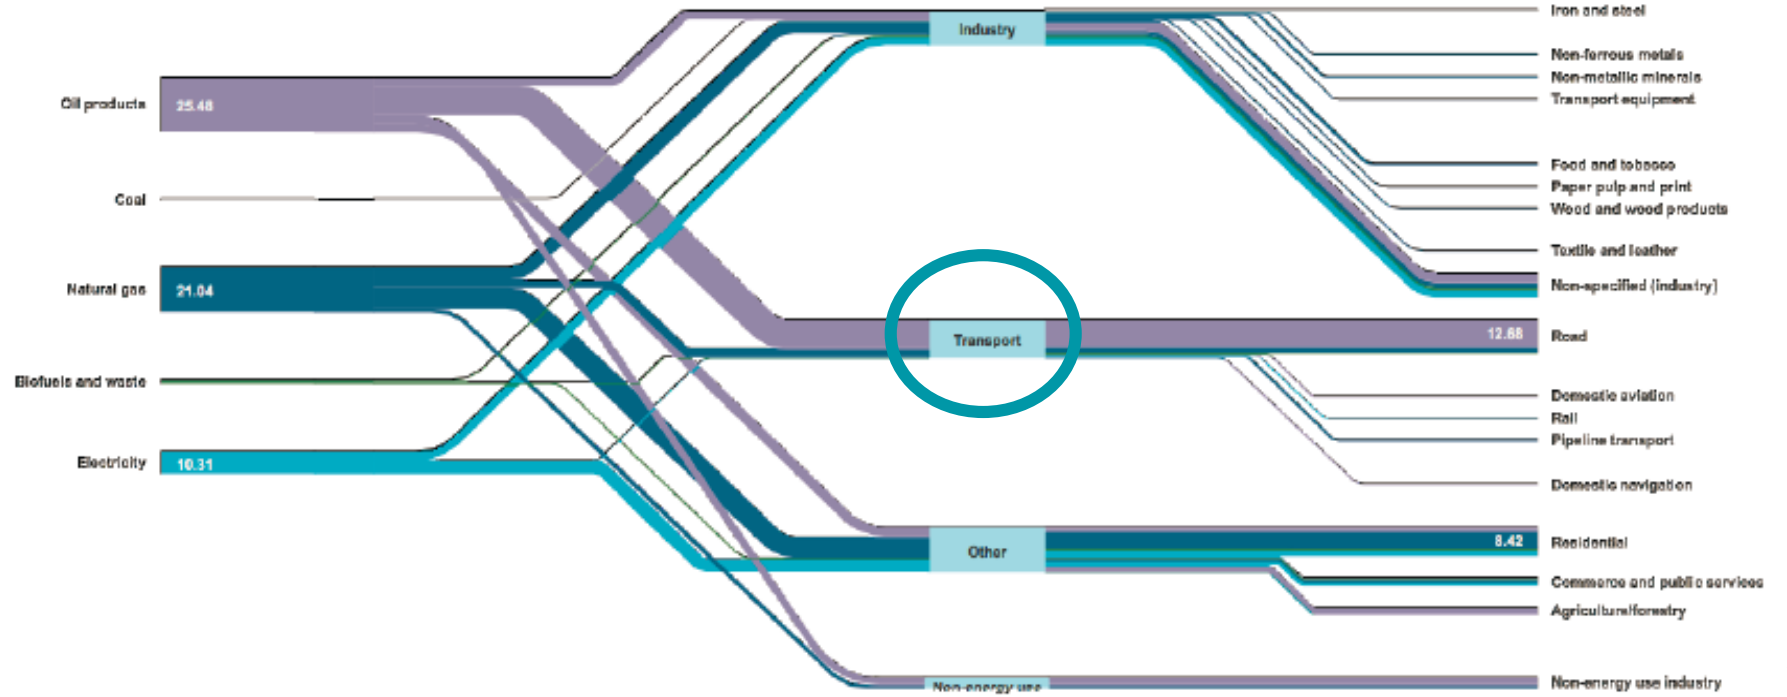 Oil products
25.48
Coal
Natural gas
21.04
Biofuels and waste
Electricity
10.31
Industry
Transport
Other
Non-energy use
Iron and steel
Non-ferrous metals
Non-metallic minerals
Transport equipment
Food and tobacco
Paper pulp and print
Wood and wood products
Textile and leather
Non-specified (industry)
12.68
Road
Domestic aviation
Rail
Pipeline transport
Domestic navigation
8.42
Residential
Commerce and public services
Agriculture/forestry
Non-energy use industry